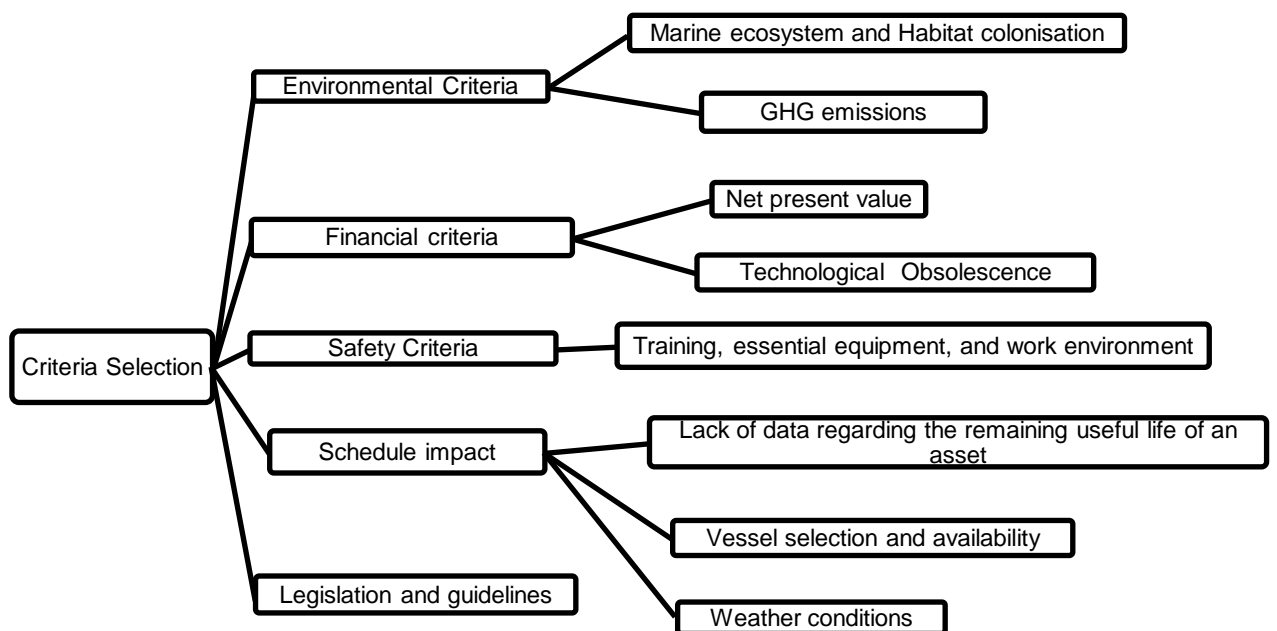 Marine ecosystem and Habitat colonisation
Environmental Criteria
GHG emissions
Net present value
Financial criteria
Technological Obsolescence
Criteria Selection
Safety Criteria
Training, essential equipment, and work environment
Lack of data regarding the remaining useful life of an
asset
Schedule impact
Vessel selection and availability
Legislation and guidelines
Weather conditions